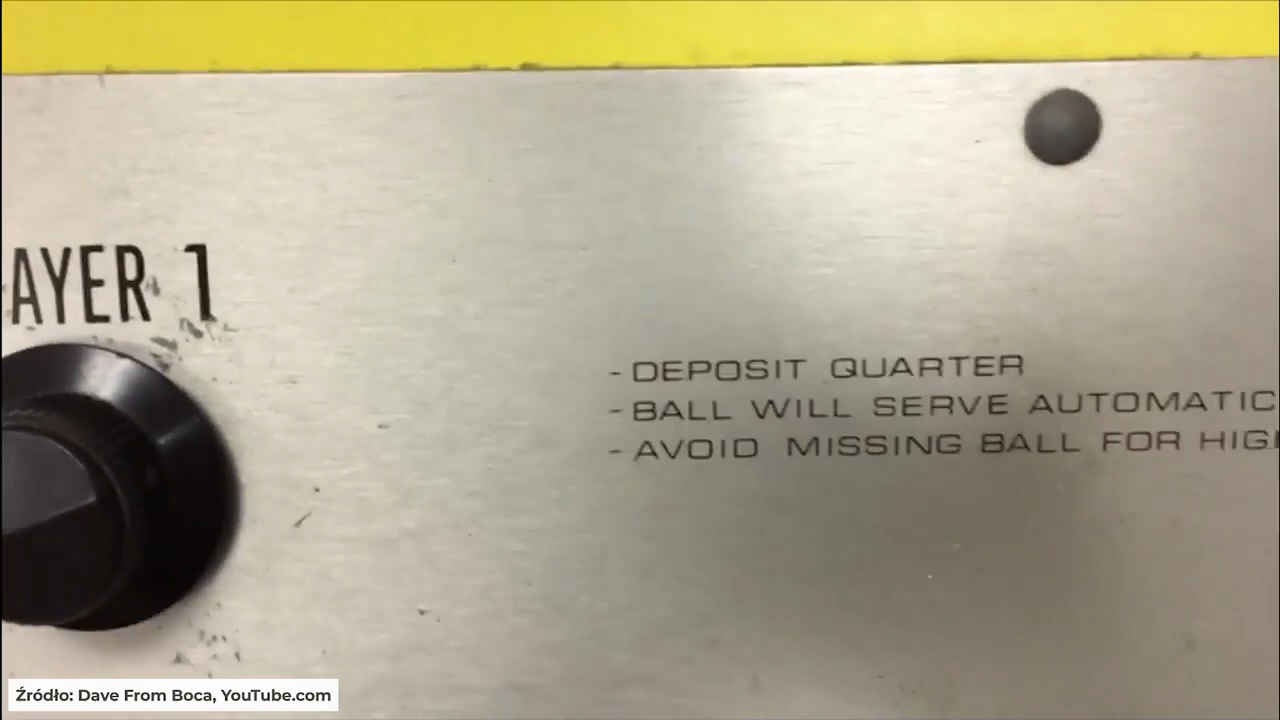 AYER 1
- DEPOSIT QUARTER
- BALL WILL SERVE AUTOMATIC
- AVOID MISSING BALL FOR HIG
Źródło: Dave From Boca, YouTube.com